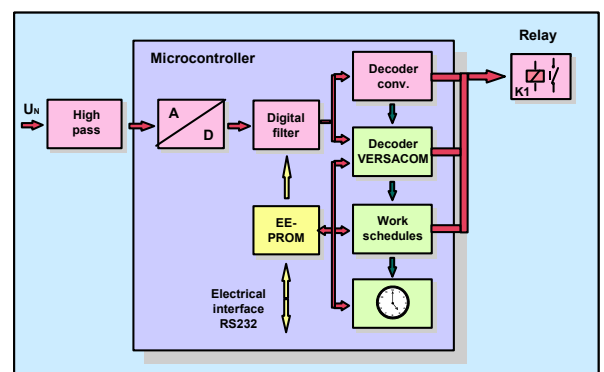 Relay
Microcontroller
Decoder
conv.
K1
UN
High
pass
A
D
Digital
filter
Decoder
VERSACOM
EE-
PROM
Work
schedules
Electrical
interface
RS232